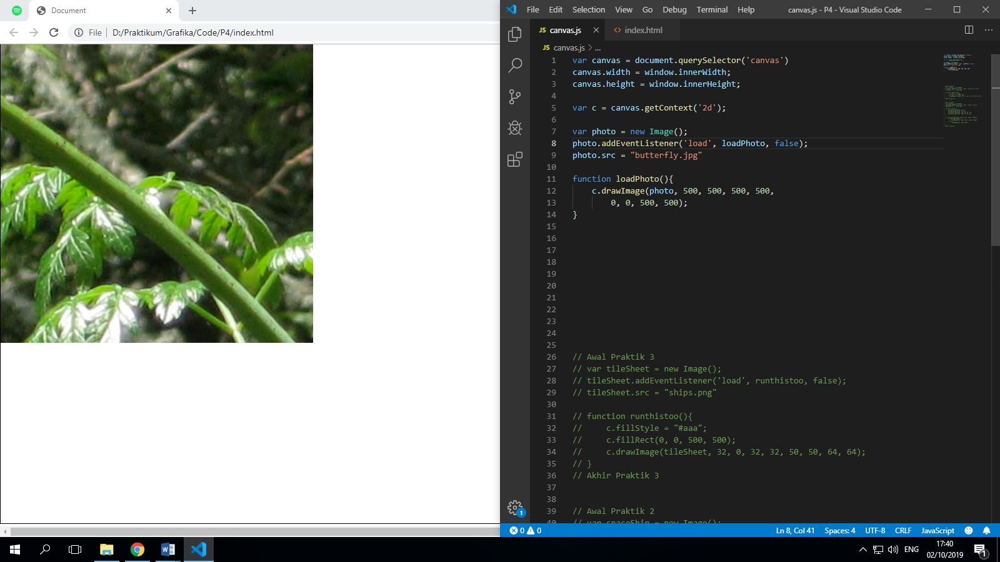 Document
File
D:/Praktikum/Grafika/Code/P4/index.html
File Edit Selection View Go Debug Terminal Help
canvas.js - P4 - Visual Studio Code
JS canvas.js
<> index.html
JS canvas.js > ...
1 var canvas = document.querySelector('canvas')
2 canvas.width = window.innerWidth;
3 canvas.height = window.innerHeight;
4
5 var c = canvas.getContext('2d');
6
7 var photo = new Image();
8 photo.addEventListener('load', loadPhoto, false);
9 photo.src = "butterfly.jpg"
10
11 function loadPhoto(){
12     c.drawImage(photo, 500, 500, 500, 500,
13         0, 0, 500, 500);
14 }
15
16
17
18
19
20
21
22
23
24
25
26 // Awal Praktik 3
27 // var tileSheet = new Image();
28 // tileSheet.addEventListener('load', runthistoo, false);
29 // tileSheet.src = "ships.png"
30
31 // function runthistoo(){
32 //     c.fillStyle = "#aaa";
33 //     c.fillRect(0, 0, 500, 500);
34 //     c.drawImage(tileSheet, 32, 0, 32, 32, 50, 50, 64, 64);
35 // }
36 // Akhir Praktik 3
37
38
39 // Awal Praktik 2
40 // var spaceShip = new Image();
1
0 0
Ln 8, Col 41 Spaces: 4 UTF-8 CRLF JavaScript
ENG
17:40
02/10/2019
1